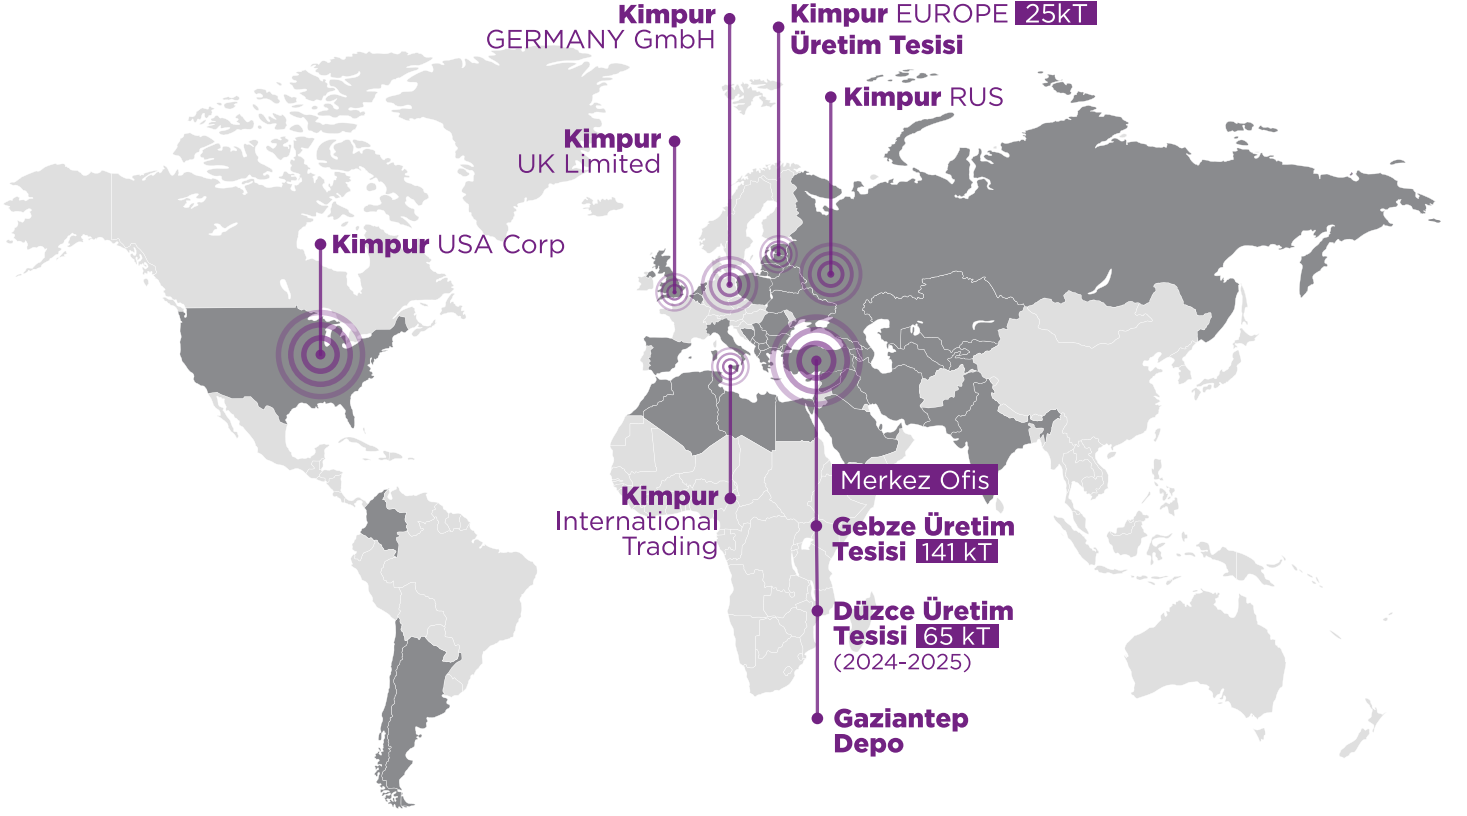 Kimpur
GERMANY GmbH
Kimpur EUROPE 25kT
Üretim Tesisi
Kimpur RUS
Kimpur
UK Limited
Kimpur USA Corp
Kimpur
International
Trading
Merkez Ofis
Gebze Üretim
Tesisi 141 kT
Düzce Üretim
Tesisi 65 kT
(2024-2025)
Gaziantep
Depo